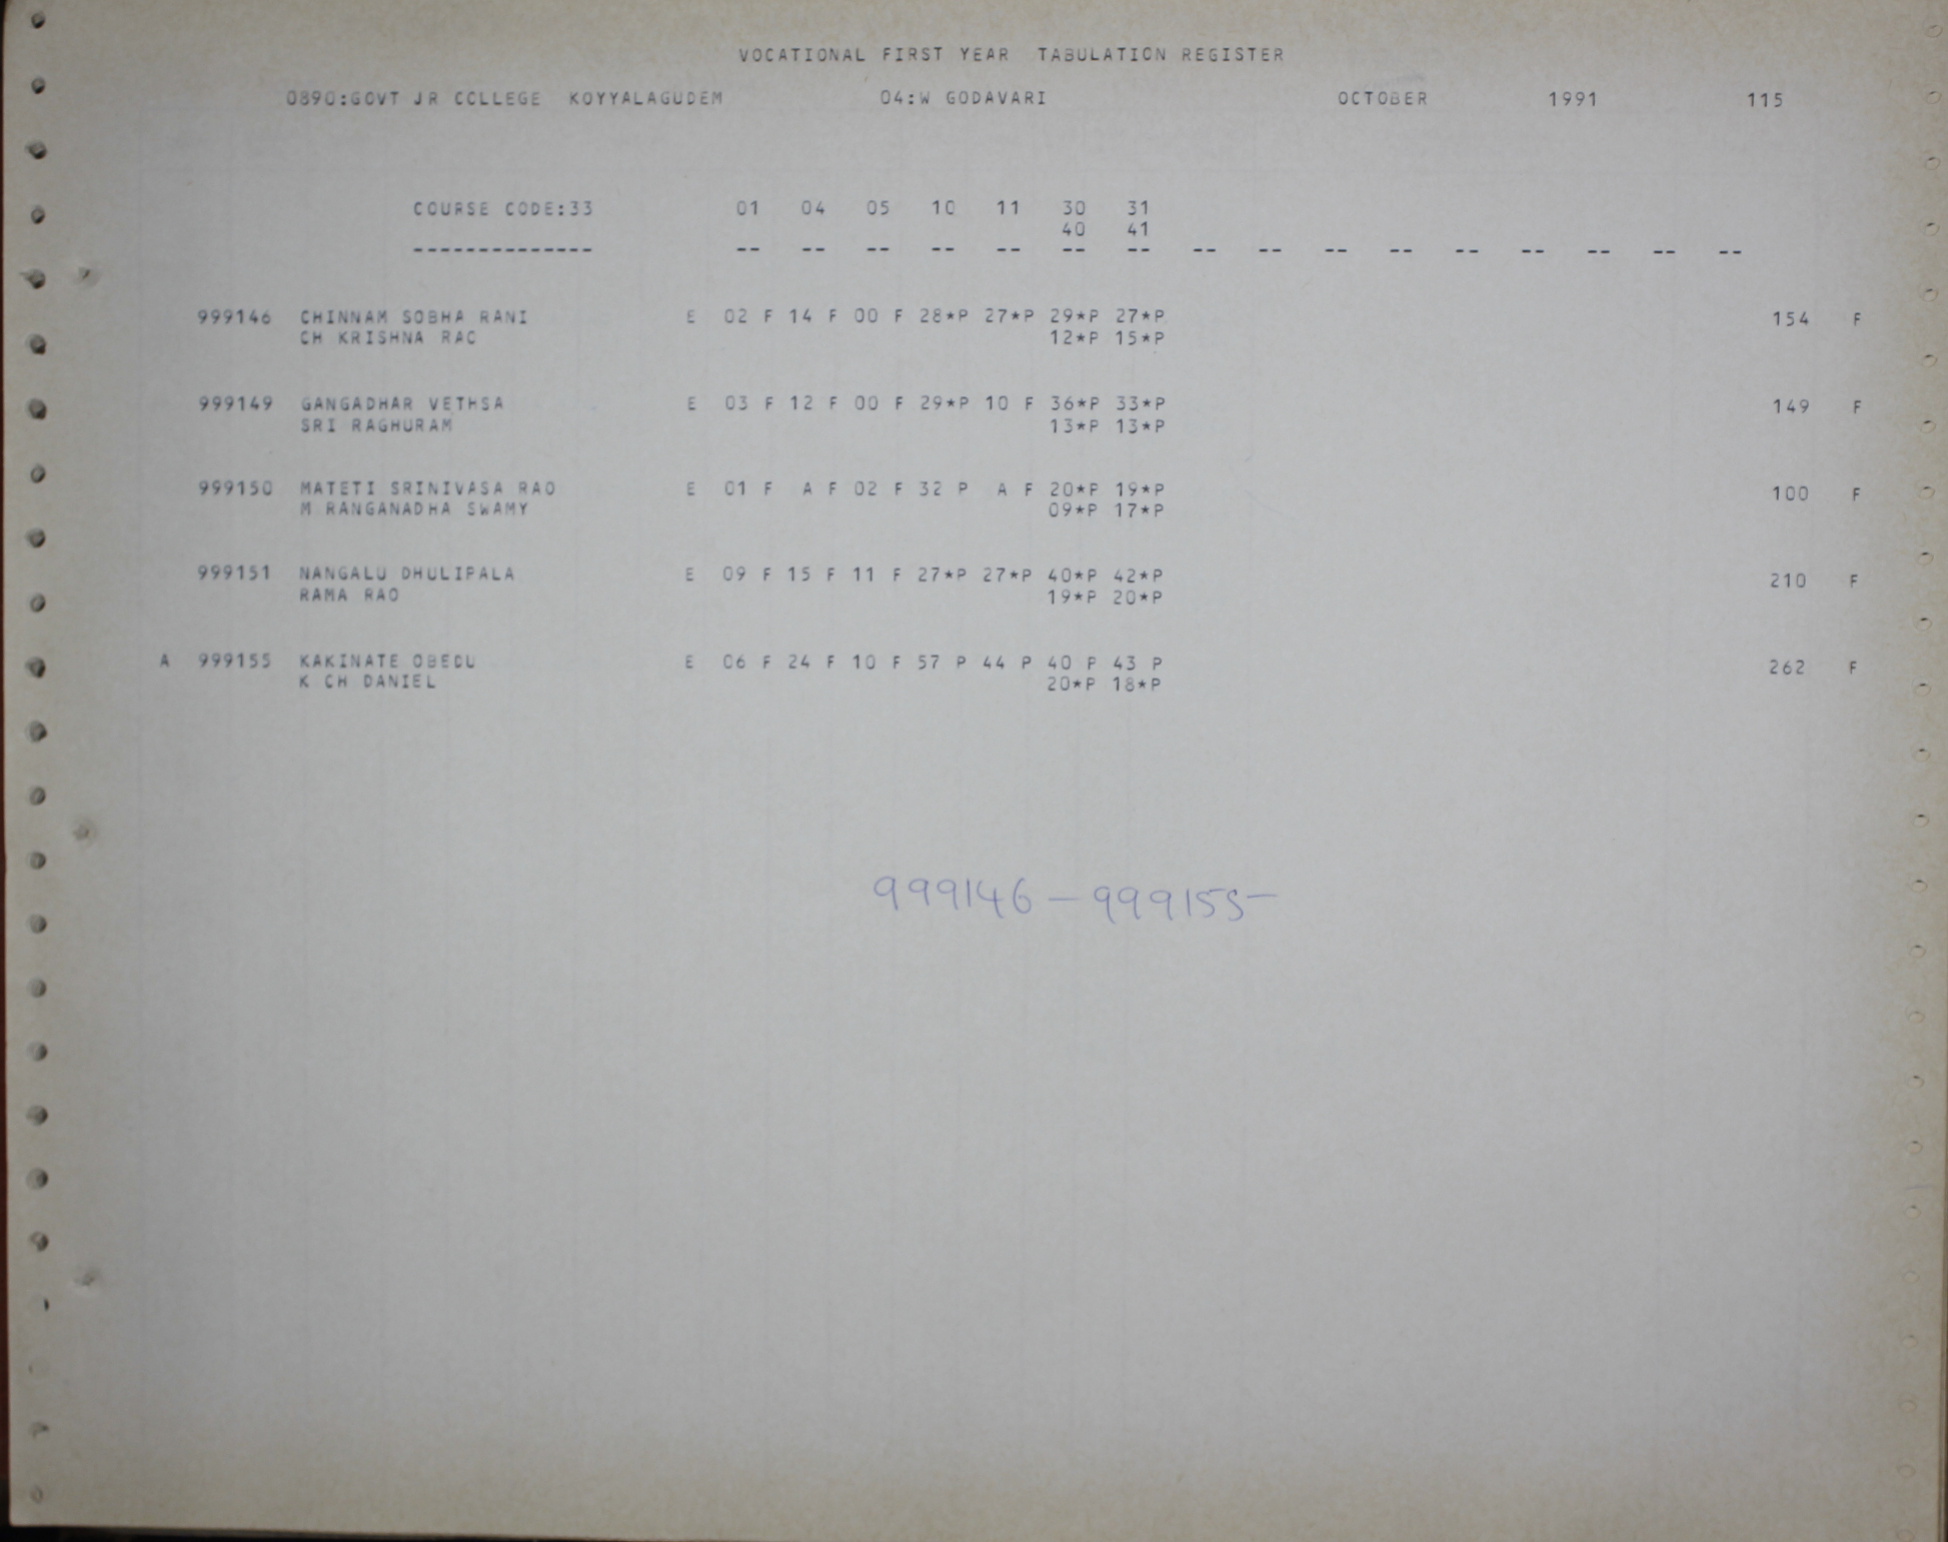 VOCATIONAL FIRST YEAR TABULATION REGISTER
0890:GOVT JR COLLEGE KOYYALAGUDEM 04:W GODAVARI OCTOBER 1991 115
COURSE CODE:33 01 04 05 10 11 30 31
40 41
-------------- -- -- -- -- -- -- -- -- -- -- -- -- -- -- -- --
999146 CHINNAM SOBHA RANI E 02 F 14 F 00 F 28*P 27*P 29*P 27*P 154 F
CH KRISHNA RAO 12*P 15*P
999149 GANGADHAR VETHSA E 03 F 12 F 00 F 29*P 10 F 36*P 33*P 149 F
SRI RAGHURAM 13*P 13*P
999150 MATETI SRINIVASA RAO E 01 F A F 02 F 32 P A F 20*P 19*P 100 F
M RANGANADHA SWAMY 09*P 17*P
999151 NANGALU DHULIPALA E 09 F 15 F 11 F 27*P 27*P 40*P 42*P 210 F
RAMA RAO 19*P 20*P
A 999155 KAKINATE OBEDU E 06 F 24 F 10 F 57 P 44 P 40 P 43 P 262 F
K CH DANIEL 20*P 18*P
999146 - 999155